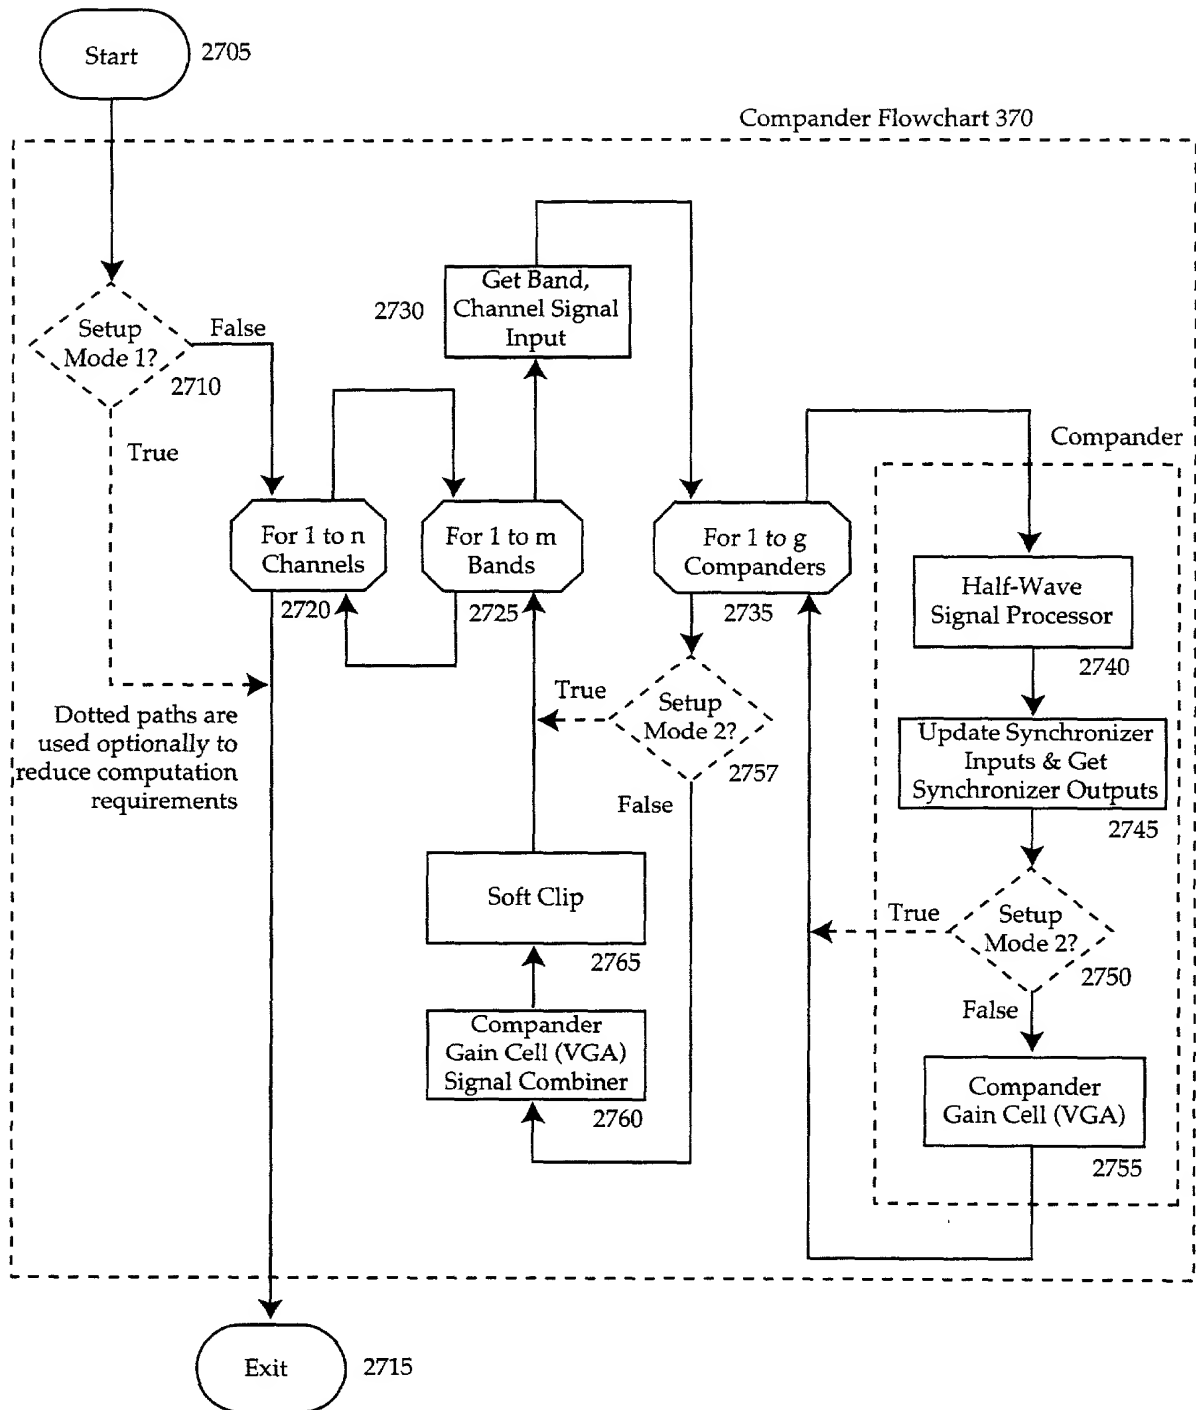 Start
2705
Compander Flowchart 370
Setup
Mode 1?
2710
False
True
Get Band,
Channel Signal
Input
2730
For 1 to n
Channels
2720
For 1 to m
Bands
2725
For 1 to g
Companders
2735
Compander
Half-Wave
Signal Processor
2740
Update Synchronizer
Inputs & Get
Synchronizer Outputs
2745
Setup
Mode 2?
2750
True
False
Compander
Gain Cell (VGA)
2755
Setup
Mode 2?
2757
True
False
Dotted paths are
used optionally to
reduce computation
requirements
Soft Clip
2765
Compander
Gain Cell (VGA)
Signal Combiner
2760
Exit
2715